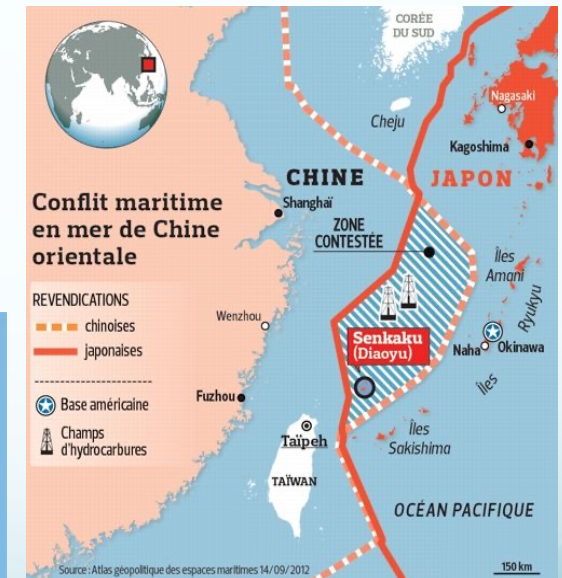 CORÉE
DU SUD
Nagasaki
Cheju
Kagoshima
CHINE
JAPON
Conflit maritime
en mer de Chine
orientale
Shanghaï
ZONE
CONTESTÉE
Îles
Amani
REVENDICATIONS
chinoises
japonaises
Wenzhou
Ryukyu
Senkaku
(Diaoyu)
Naha
Okinawa
Îles
Base américaine
Fuzhou
Champs
d'hydrocarbures
Taïpeh
Îles
Sakishima
TAÏWAN
OCÉAN PACIFIQUE
Source : Atlas géopolitique des espaces maritimes 14/09/2012
150 km